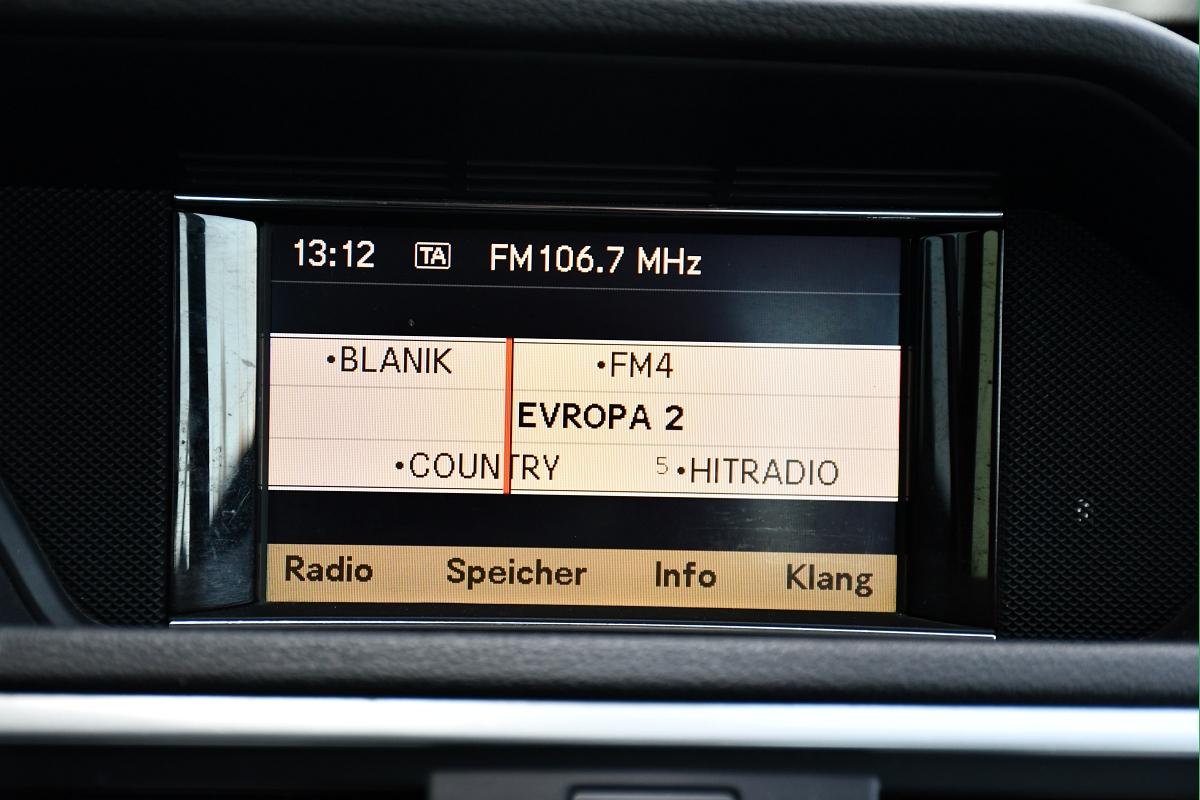 13:12 TA FM 106.7 MHz
•BLANIK •FM4
EVROPA 2
•COUNTRY 5 •HITRADIO
Radio Speicher Info Klang